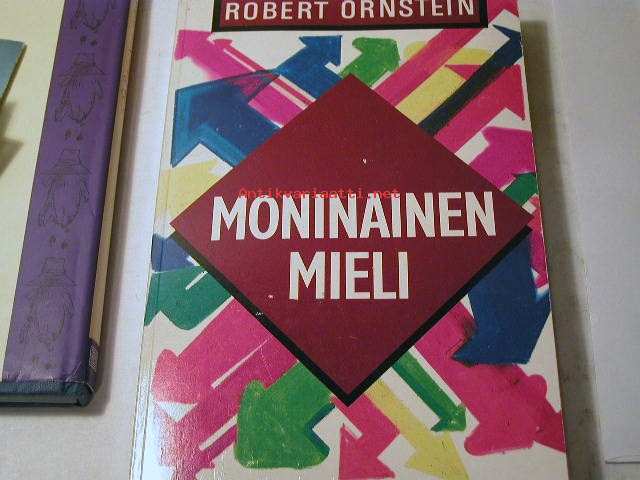 ROBERT ORNSTEIN
Antikvariaatti.net
MONINAINEN
MIELI